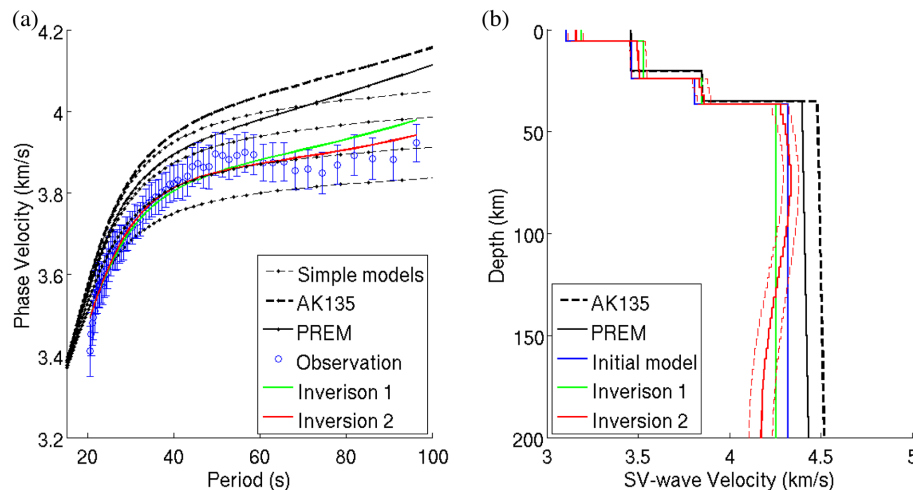 (a)
4.2
4
3.8
3.6
3.4
3.2
Phase Velocity (km/s)
20
40
60
80
100
Period (s)
Simple models
AK135
PREM
Observation
Inverison 1
Inversion 2
(b)
0
50
100
150
200
Depth (km)
3
3.5
4
4.5
5
SV-wave Velocity (km/s)
AK135
PREM
Initial model
Inverison 1
Inversion 2